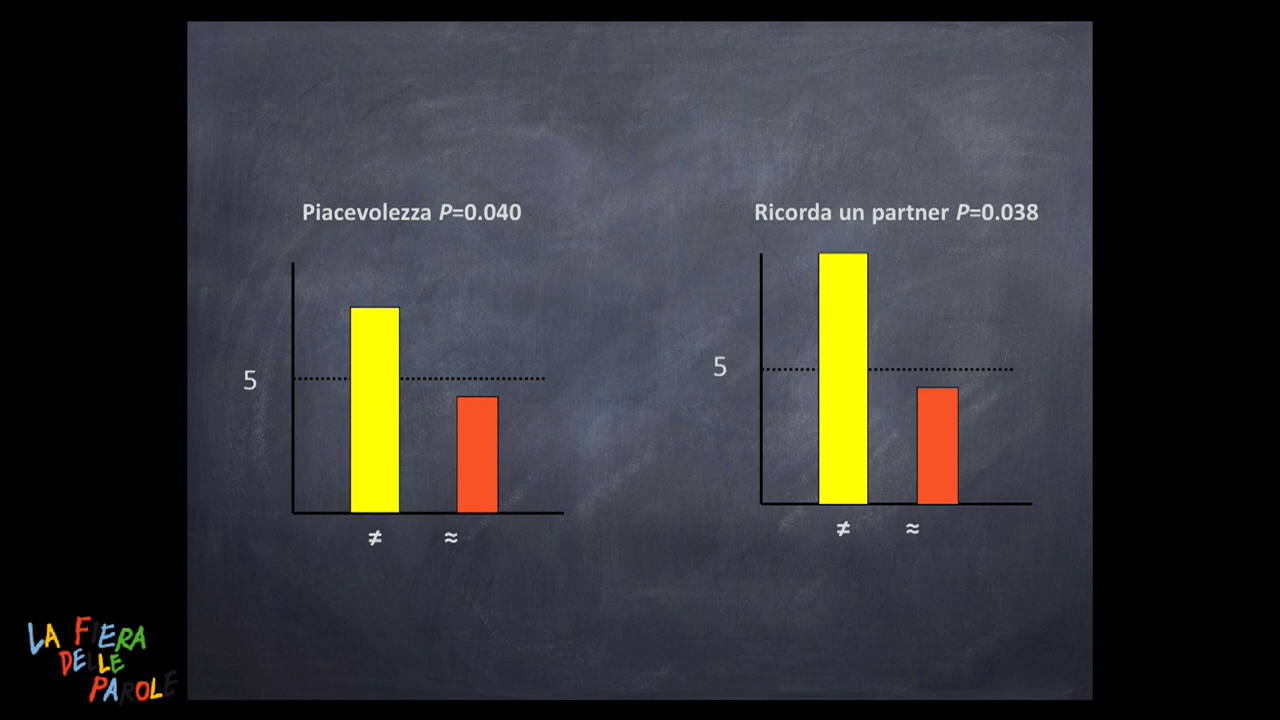 Piacevolezza P=0.040
5
≠ ≈
Ricorda un partner P=0.038
5
≠ ≈
LA FIERA
DELLE
PAROLE